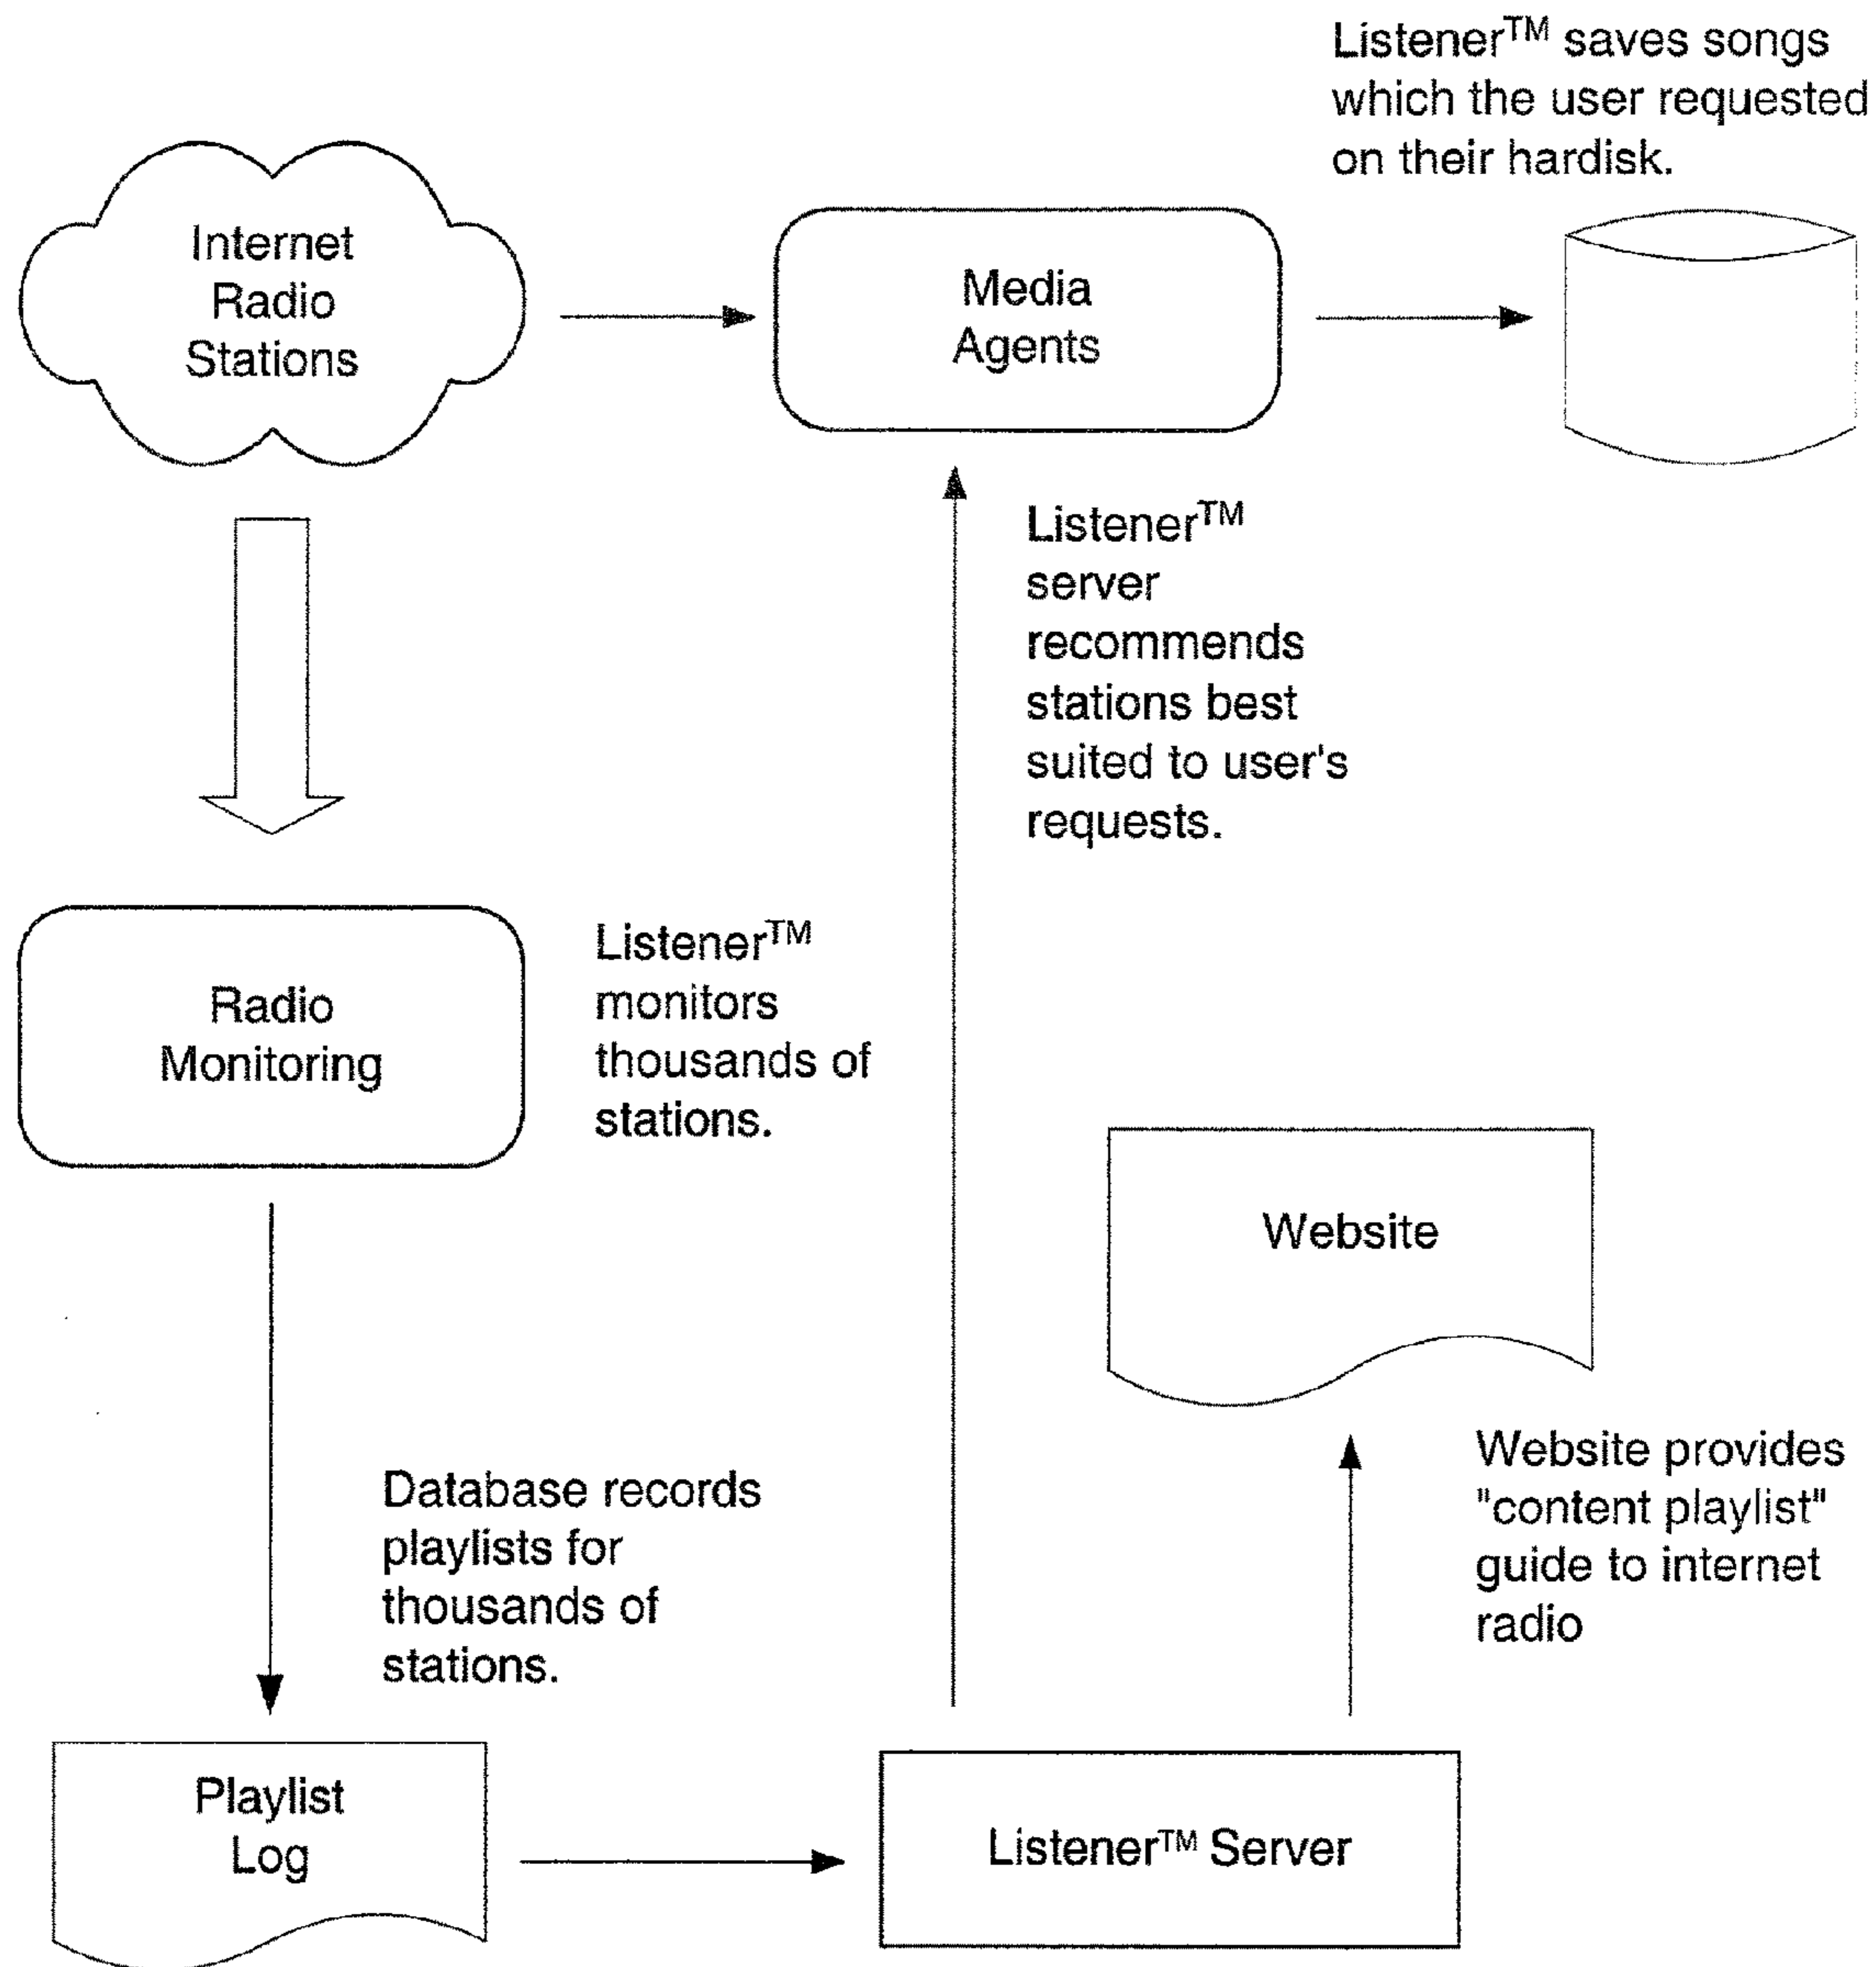 Listener™ saves songs
which the user requested
on their hardisk.
Internet
Radio
Stations
Media
Agents
Listener™
server
recommends
stations best
suited to user's
requests.
Radio
Monitoring
Listener™
monitors
thousands of
stations.
Website
Database records
playlists for
thousands of
stations.
Website provides
"content playlist"
guide to internet
radio
Playlist
Log
Listener™ Server